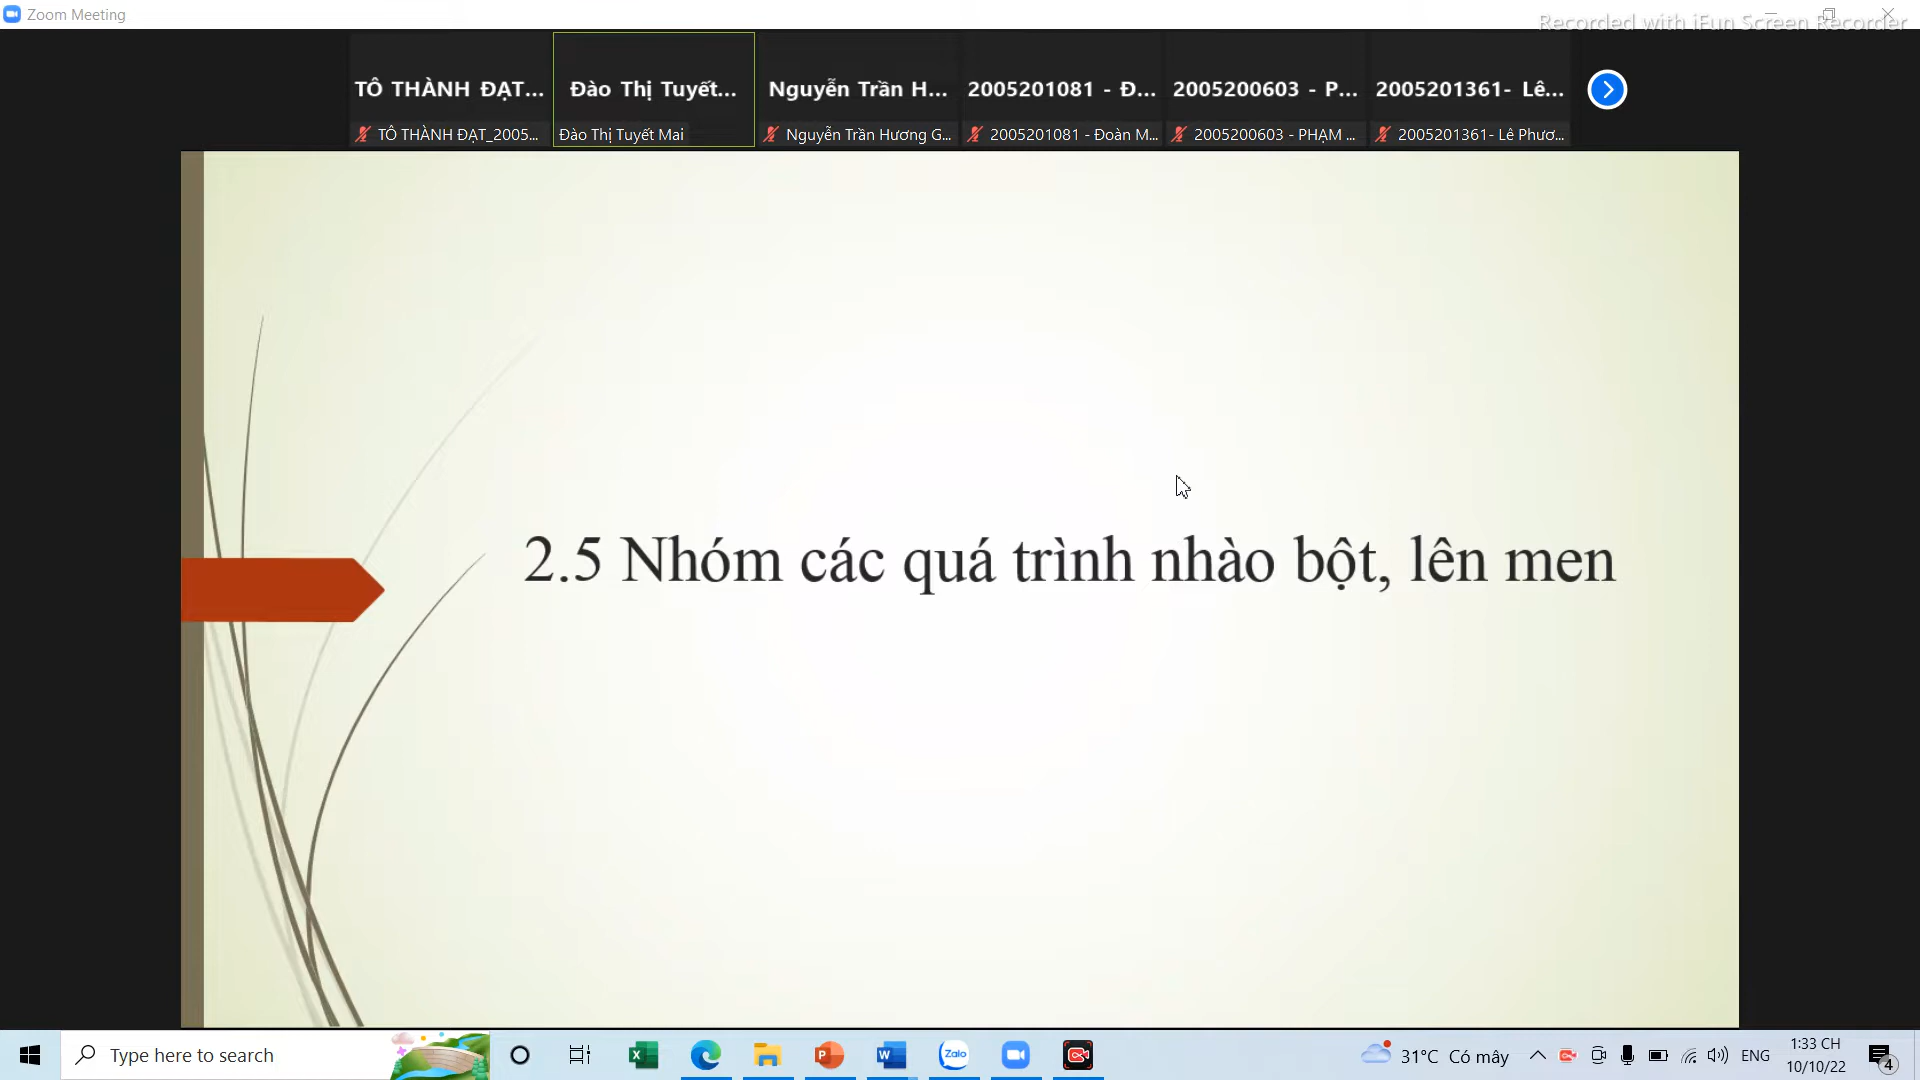 Zoom Meeting
Recorded with iFun Screen Recorder
TÔ THÀNH ĐẠT... Đào Thị Tuyết... Nguyễn Trần H... 2005201081 - Đ... 2005200603 - P... 2005201361- Lê...
TÔ THÀNH ĐẠT_2005... Đào Thị Tuyết Mai Nguyễn Trần Hương G... 2005201081 - Đoàn M... 2005200603 - PHẠM ... 2005201361- Lê Phươ...
2.5 Nhóm các quá trình nhào bột, lên men
Type here to search
Zalo
31°C Có mây
ENG
1:33 CH
10/10/22
4